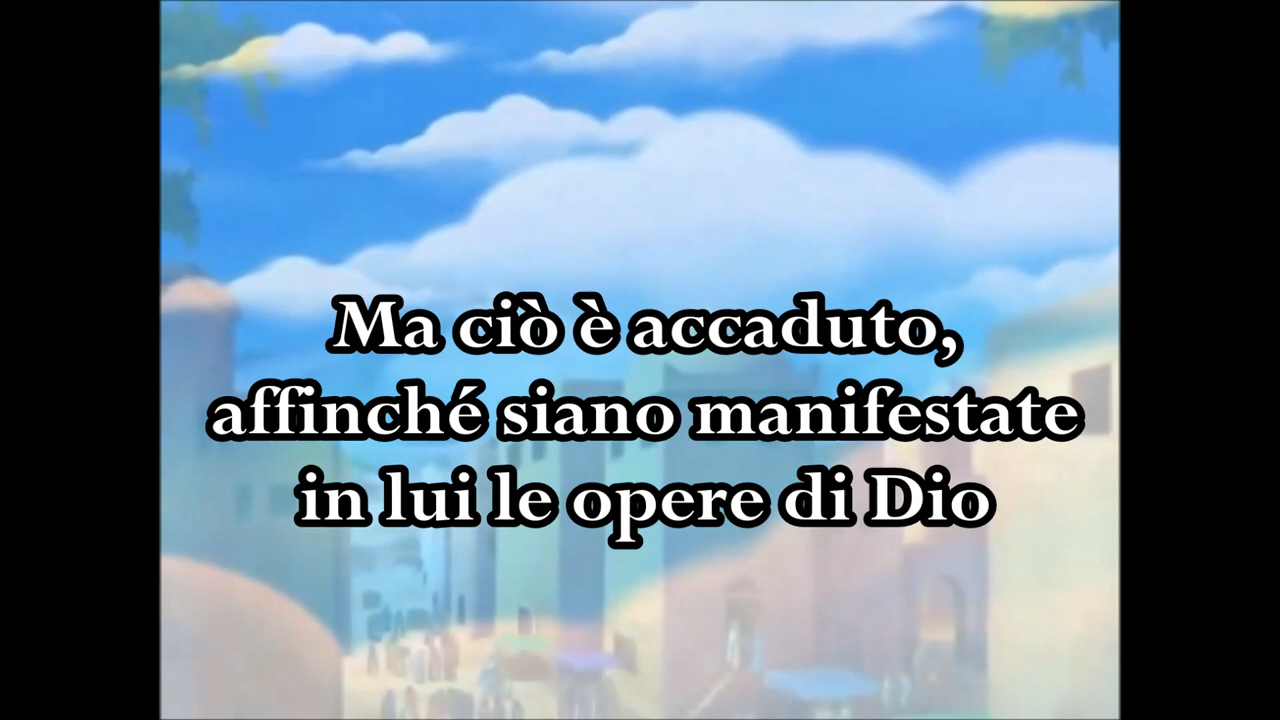 Ma ciò è accaduto,
affinché siano manifestate
in lui le opere di Dio